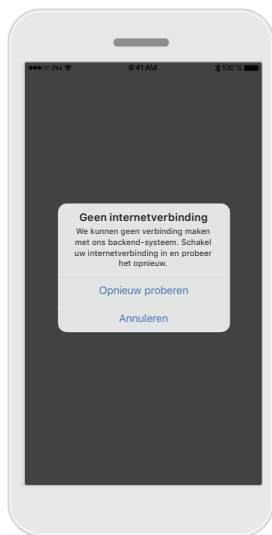 ●●●○○ PH 9:41 AM 100 %
Geen internetverbinding
We kunnen geen verbinding maken
met ons backend-systeem. Schakel
uw internetverbinding in en probeer
het opnieuw.
Opnieuw proberen
Annuleren